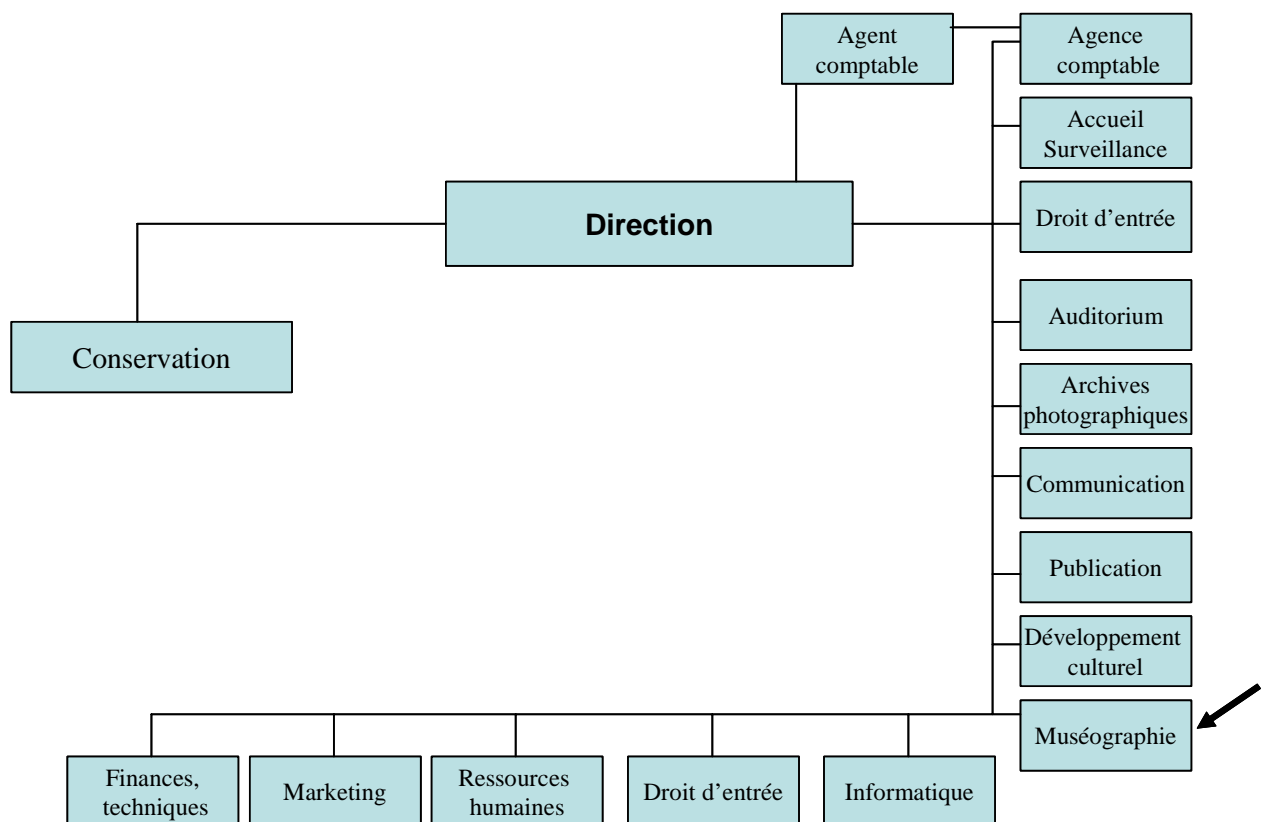 Agent
comptable
Agence
comptable
Accueil
Surveillance
Direction
Droit d’entrée
Auditorium
Conservation
Archives
photographiques
Communication
Publication
Développement
culturel
Muséographie
Finances,
techniques
Marketing
Ressources
humaines
Droit d’entrée
Informatique